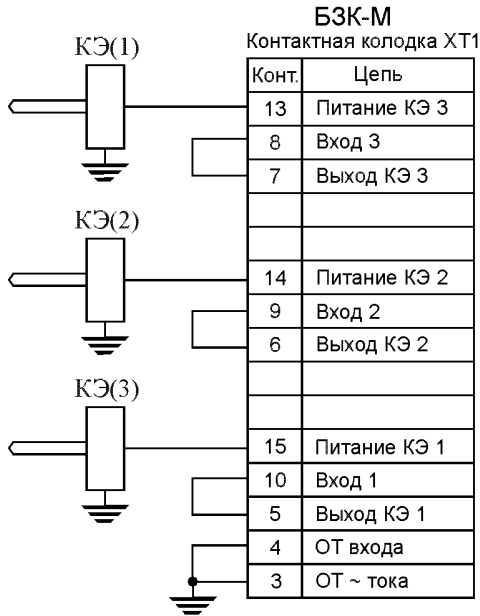 БЗК-М
Контактная колодка ХТ1
Конт. Цепь
КЭ(1)
13 Питание КЭ 3
8 Вход 3
7 Выход КЭ 3
КЭ(2)
14 Питание КЭ 2
9 Вход 2
6 Выход КЭ 2
КЭ(3)
15 Питание КЭ 1
10 Вход 1
5 Выход КЭ 1
4 ОТ входа
3 ОТ ~ тока